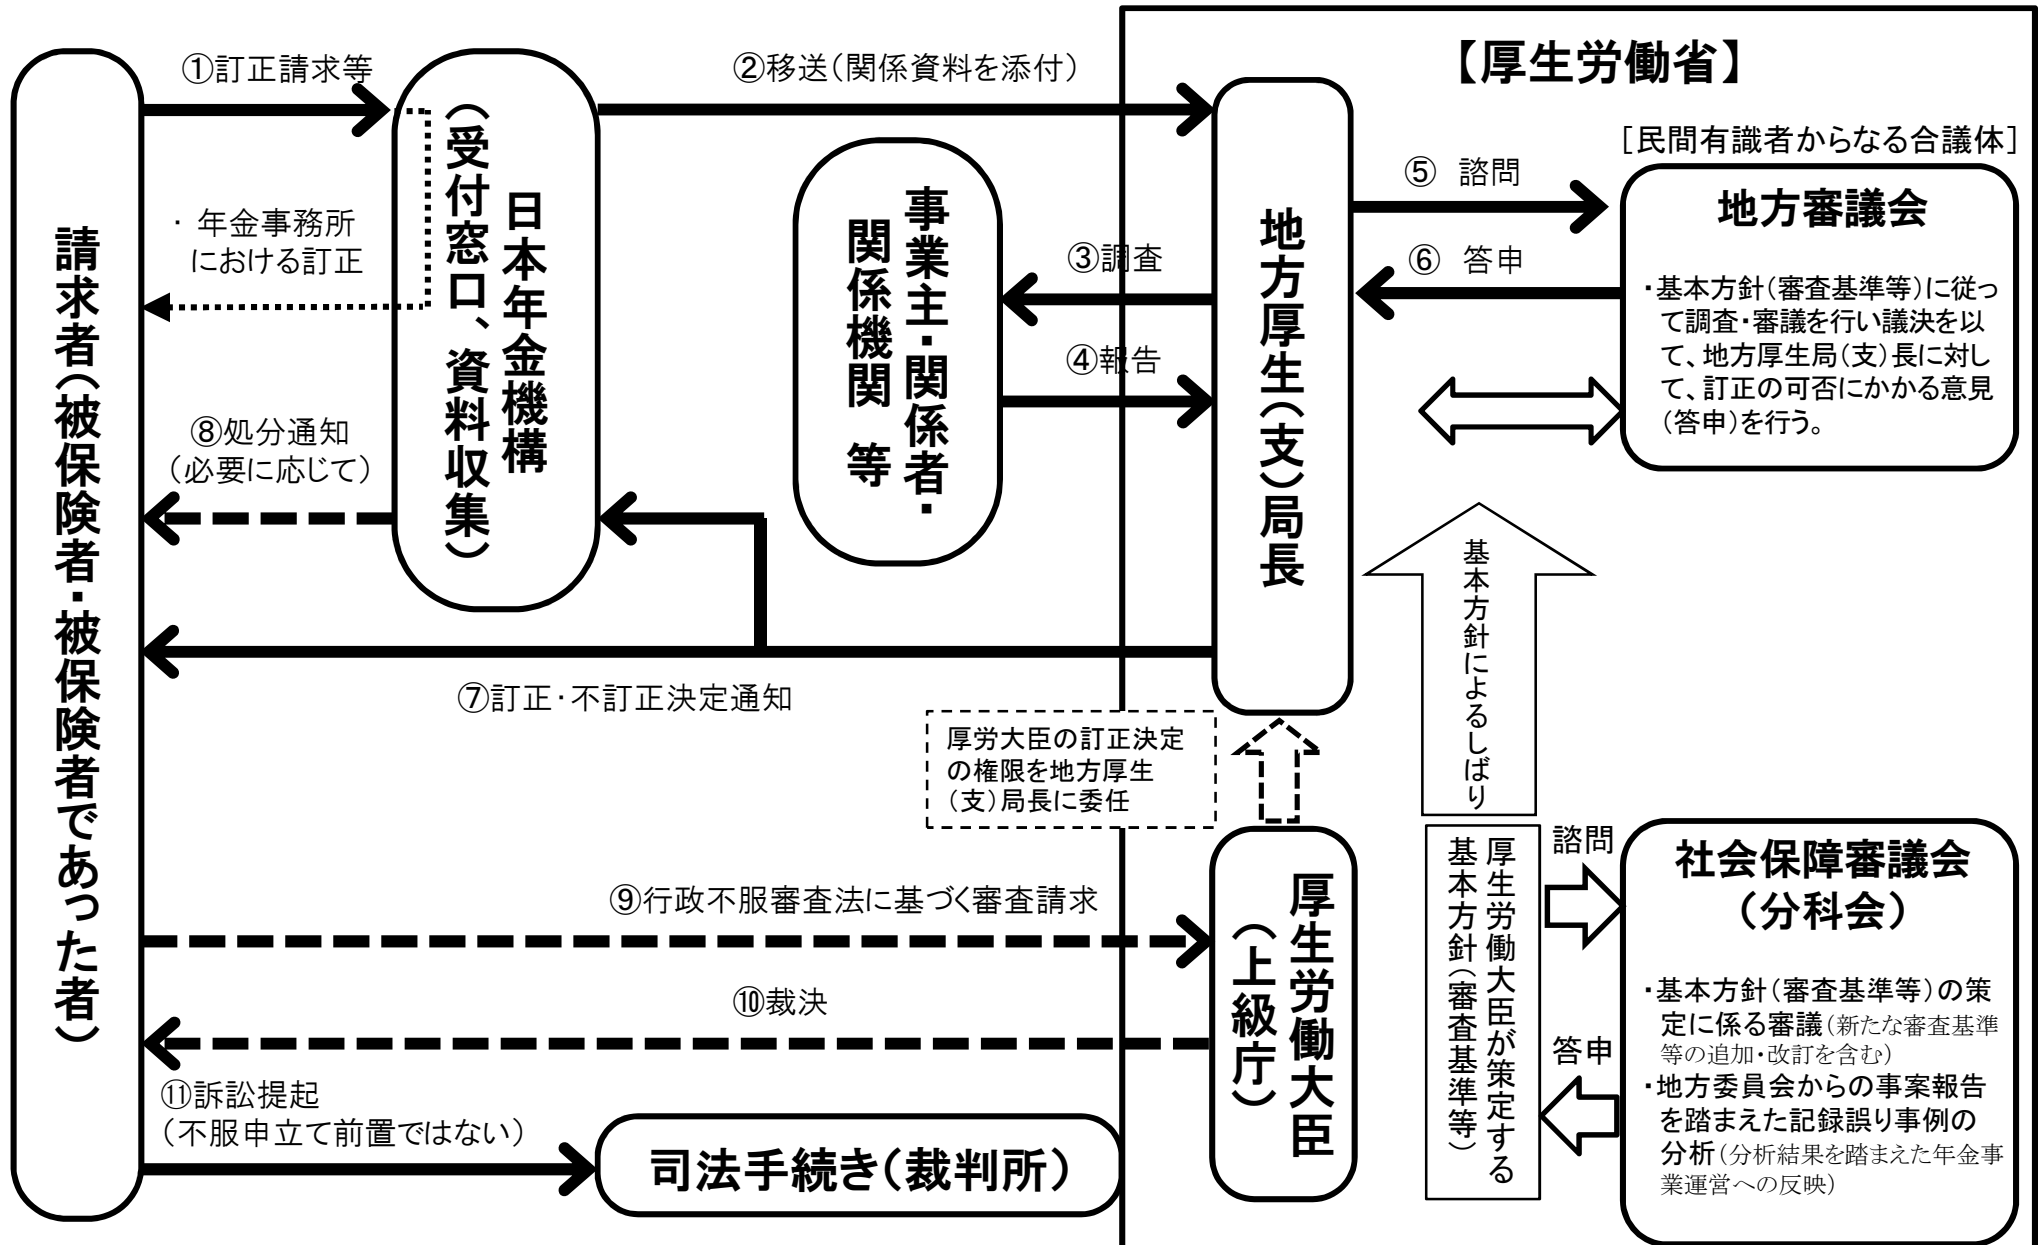 【厚生労働省】
①訂正請求等
②移送(関係資料を添付)
請求者(被保険者・被保険者であった者)
日本年金機構
(受付窓口、資料収集)
・ 年金事務所
における訂正
事業主・関係者・
関係機関 等
③調査
④報告
地方厚生(支)局長
⑤ 諮問
⑥ 答申
[民間有識者からなる合議体]
地方審議会
・基本方針(審査基準等)に従っ
て調査・審議を行い議決を以
て、地方厚生局(支)長に対し
て、訂正の可否にかかる意見
(答申)を行う。
⑧処分通知
(必要に応じて)
⑦訂正・不訂正決定通知
基本方針によるしばり
厚労大臣の訂正決定
の権限を地方厚生
(支)局長に委任
⑨行政不服審査法に基づく審査請求
⑩裁決
厚生労働大臣
(上級庁)
厚生労働大臣が策定する
基本方針(審査基準等)
諮問
答申
社会保障審議会
(分科会)
・基本方針(審査基準等)の策
定に係る審議(新たな審査基準
等の追加・改訂を含む)
・地方委員会からの事案報告
を踏まえた記録誤り事例の
分析(分析結果を踏まえた年金事
業運営への反映)
⑪訴訟提起
(不服申立て前置ではない)
司法手続き(裁判所)